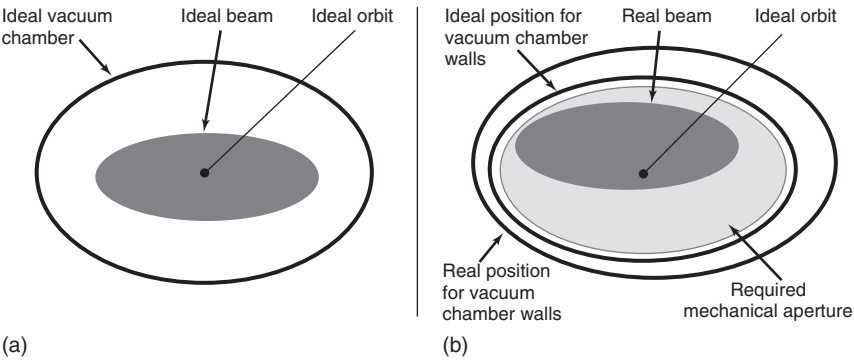 Ideal vacuum
chamber
Ideal beam
Ideal orbit
(a)
Ideal position for
vacuum chamber
walls
Real beam
Ideal orbit
Real position
for vacuum
chamber walls
Required
mechanical aperture
(b)